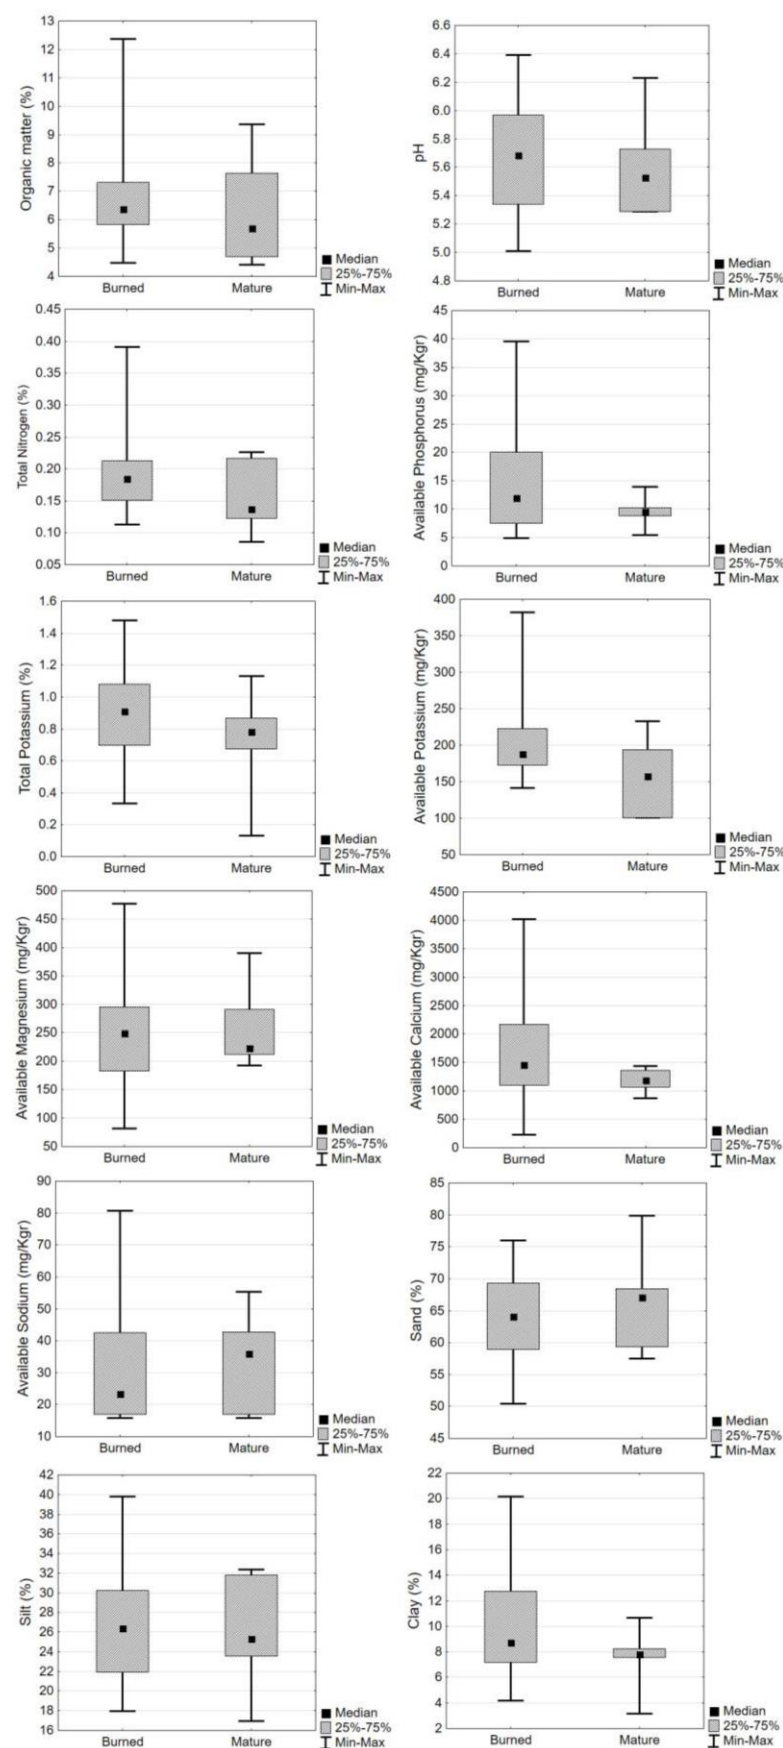 Organic matter (%)
13
12
11
10
9
8
7
6
5
4
Burned Mature
Median
25%-75%
Min-Max
pH
6.6
6.4
6.2
6.0
5.8
5.6
5.4
5.2
5.0
4.8
Burned Mature
Median
25%-75%
Min-Max
Total Nitrogen (%)
0.45
0.40
0.35
0.30
0.25
0.20
0.15
0.10
0.05
Burned Mature
Median
25%-75%
Min-Max
Available Phosphorus (mg/Kgr)
45
40
35
30
25
20
15
10
5
0
Burned Mature
Median
25%-75%
Min-Max
Total Potassium (%)
1.6
1.4
1.2
1.0
0.8
0.6
0.4
0.2
0.0
Burned Mature
Median
25%-75%
Min-Max
Available Potassium (mg/Kgr)
400
350
300
250
200
150
100
50
Burned Mature
Median
25%-75%
Min-Max
Available Magnesium (mg/Kgr)
500
450
400
350
300
250
200
150
100
50
Burned Mature
Median
25%-75%
Min-Max
Available Calcium (mg/Kgr)
4500
4000
3500
3000
2500
2000
1500
1000
500
0
Burned Mature
Median
25%-75%
Min-Max
Available Sodium (mg/Kgr)
90
80
70
60
50
40
30
20
10
Burned Mature
Median
25%-75%
Min-Max
Sand (%)
85
80
75
70
65
60
55
50
45
Burned Mature
Median
25%-75%
Min-Max
Silt (%)
42
40
38
36
34
32
30
28
26
24
22
20
18
16
Burned Mature
Median
25%-75%
Min-Max
Clay (%)
22
20
18
16
14
12
10
8
6
4
2
Burned Mature
Median
25%-75%
Min-Max